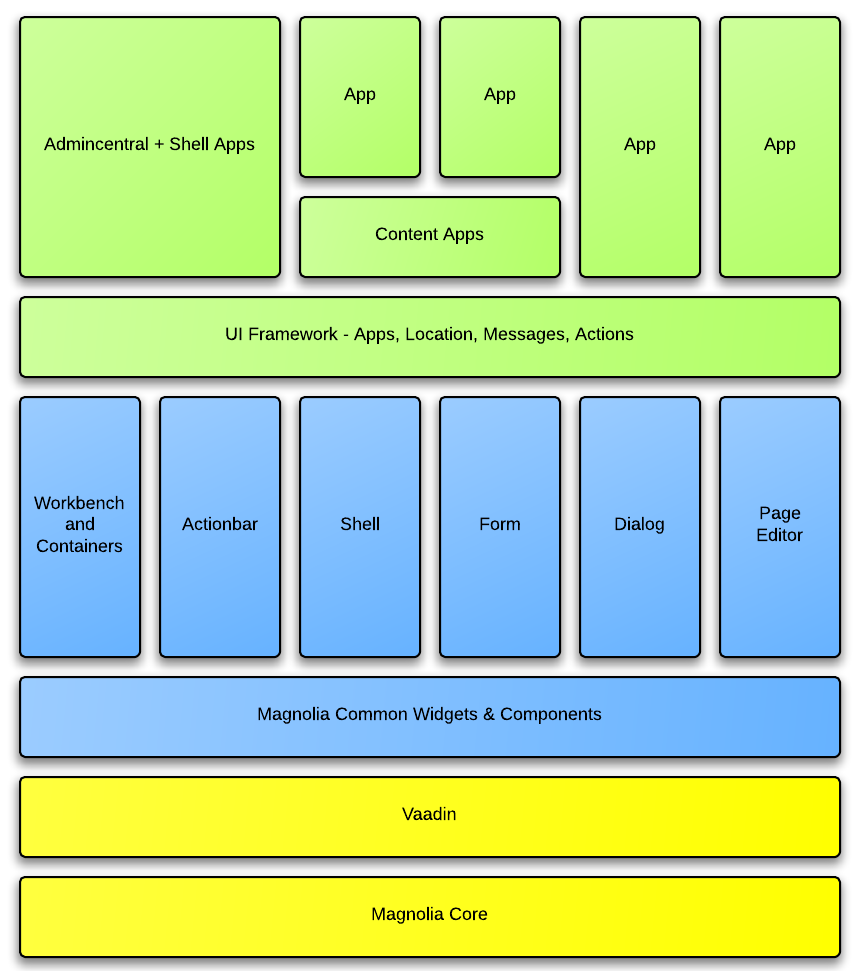 App
App
Admincentral + Shell Apps
App
App
Content Apps
UI Framework - Apps, Location, Messages, Actions
Workbench
and
Containers
Actionbar
Shell
Form
Dialog
Page
Editor
Magnolia Common Widgets & Components
Vaadin
Magnolia Core